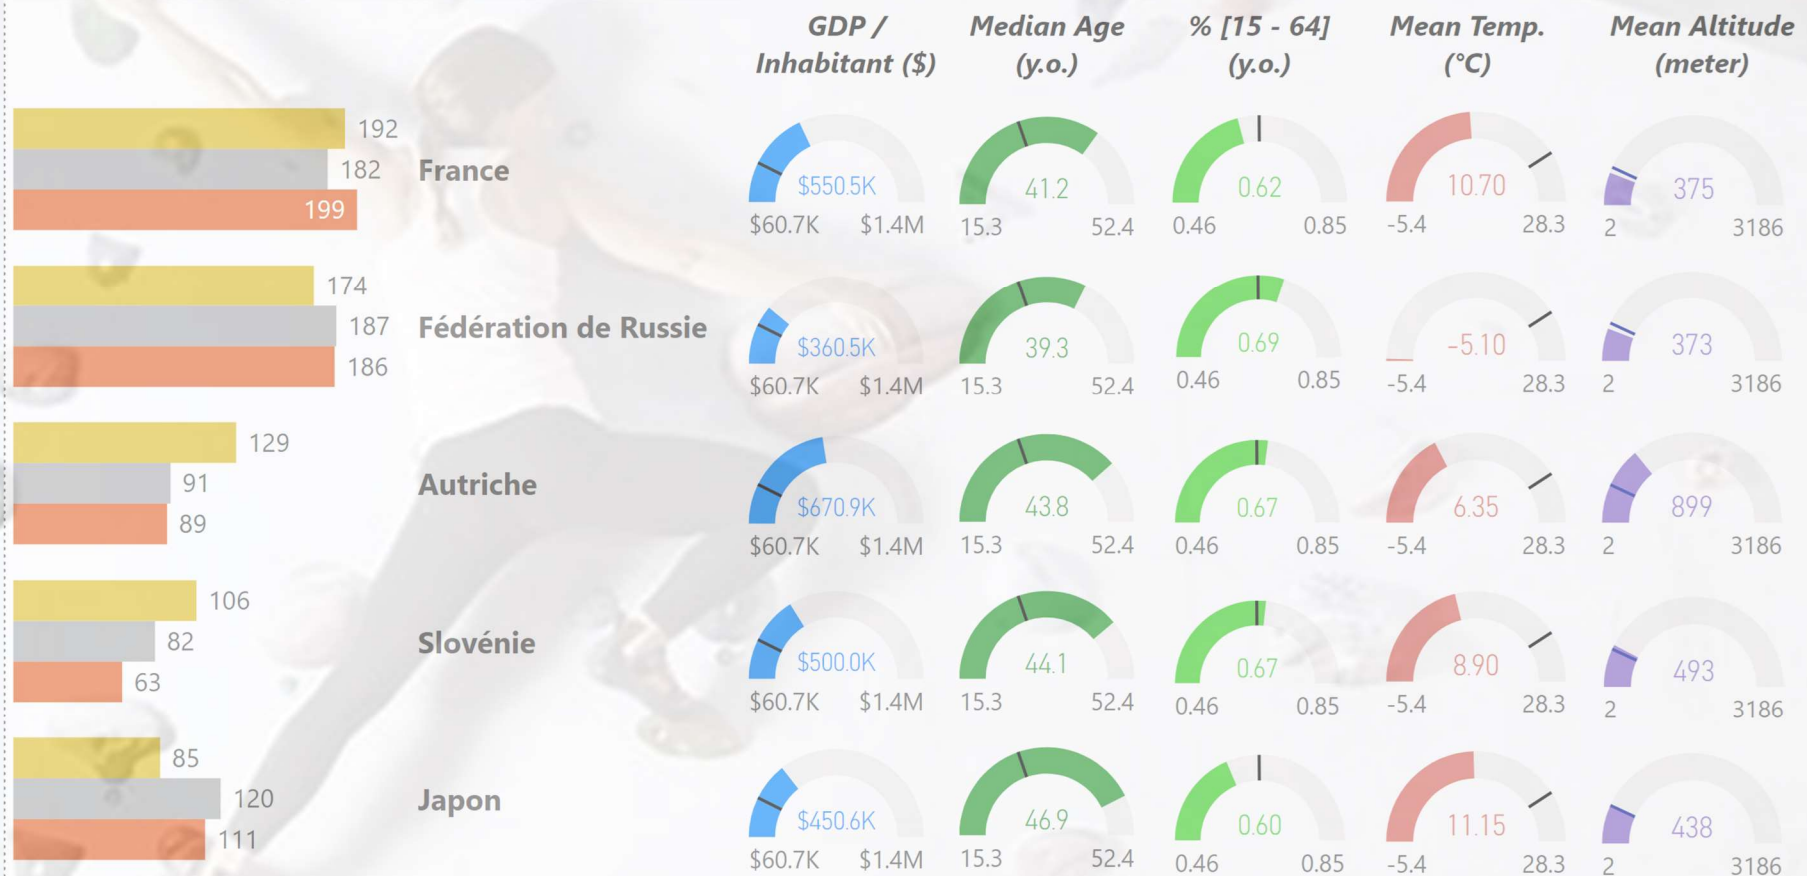 GDP / Inhabitant ($)
Median Age (y.o.)
% [15 - 64] (y.o.)
Mean Temp. (°C)
Mean Altitude (meter)
192
182
199
France
$550.5K
$60.7K $1.4M
41.2
15.3 52.4
0.62
0.46 0.85
10.70
-5.4 28.3
375
2 3186
174
187
186
Fédération de Russie
$360.5K
$60.7K $1.4M
39.3
15.3 52.4
0.69
0.46 0.85
-5.10
-5.4 28.3
373
2 3186
129
91
89
Autriche
$670.9K
$60.7K $1.4M
43.8
15.3 52.4
0.67
0.46 0.85
6.35
-5.4 28.3
899
2 3186
106
82
63
Slovénie
$500.0K
$60.7K $1.4M
44.1
15.3 52.4
0.67
0.46 0.85
8.90
-5.4 28.3
493
2 3186
85
120
111
Japon
$450.6K
$60.7K $1.4M
46.9
15.3 52.4
0.60
0.46 0.85
11.15
-5.4 28.3
438
2 3186